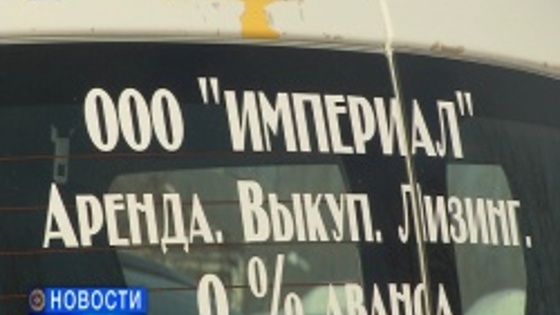 ООО "ИМПЕРИАЛ"
Аренда. Выкуп. Лизинг.
0 % аванса
НОВОСТИ